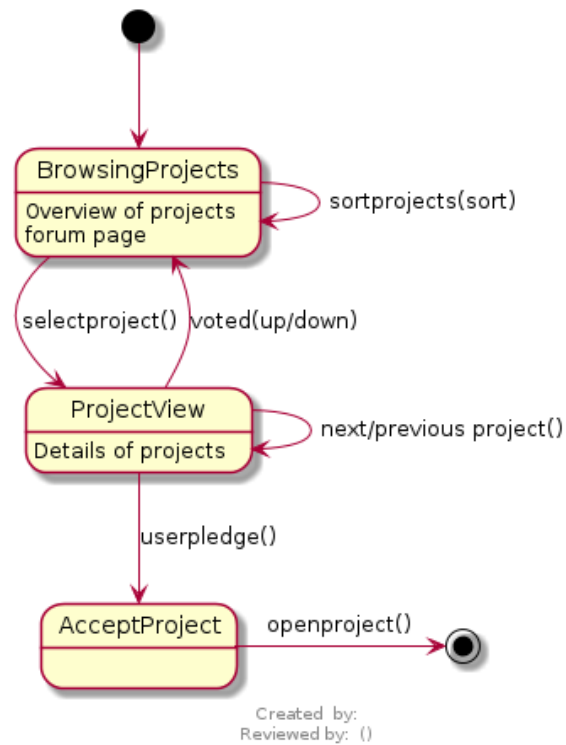 BrowsingProjects
Overview of projects
forum page
sortprojects(sort)
selectproject()
voted(up/down)
ProjectView
Details of projects
next/previous project()
userpledge()
AcceptProject
openproject()
Created by:
Reviewed by: ()